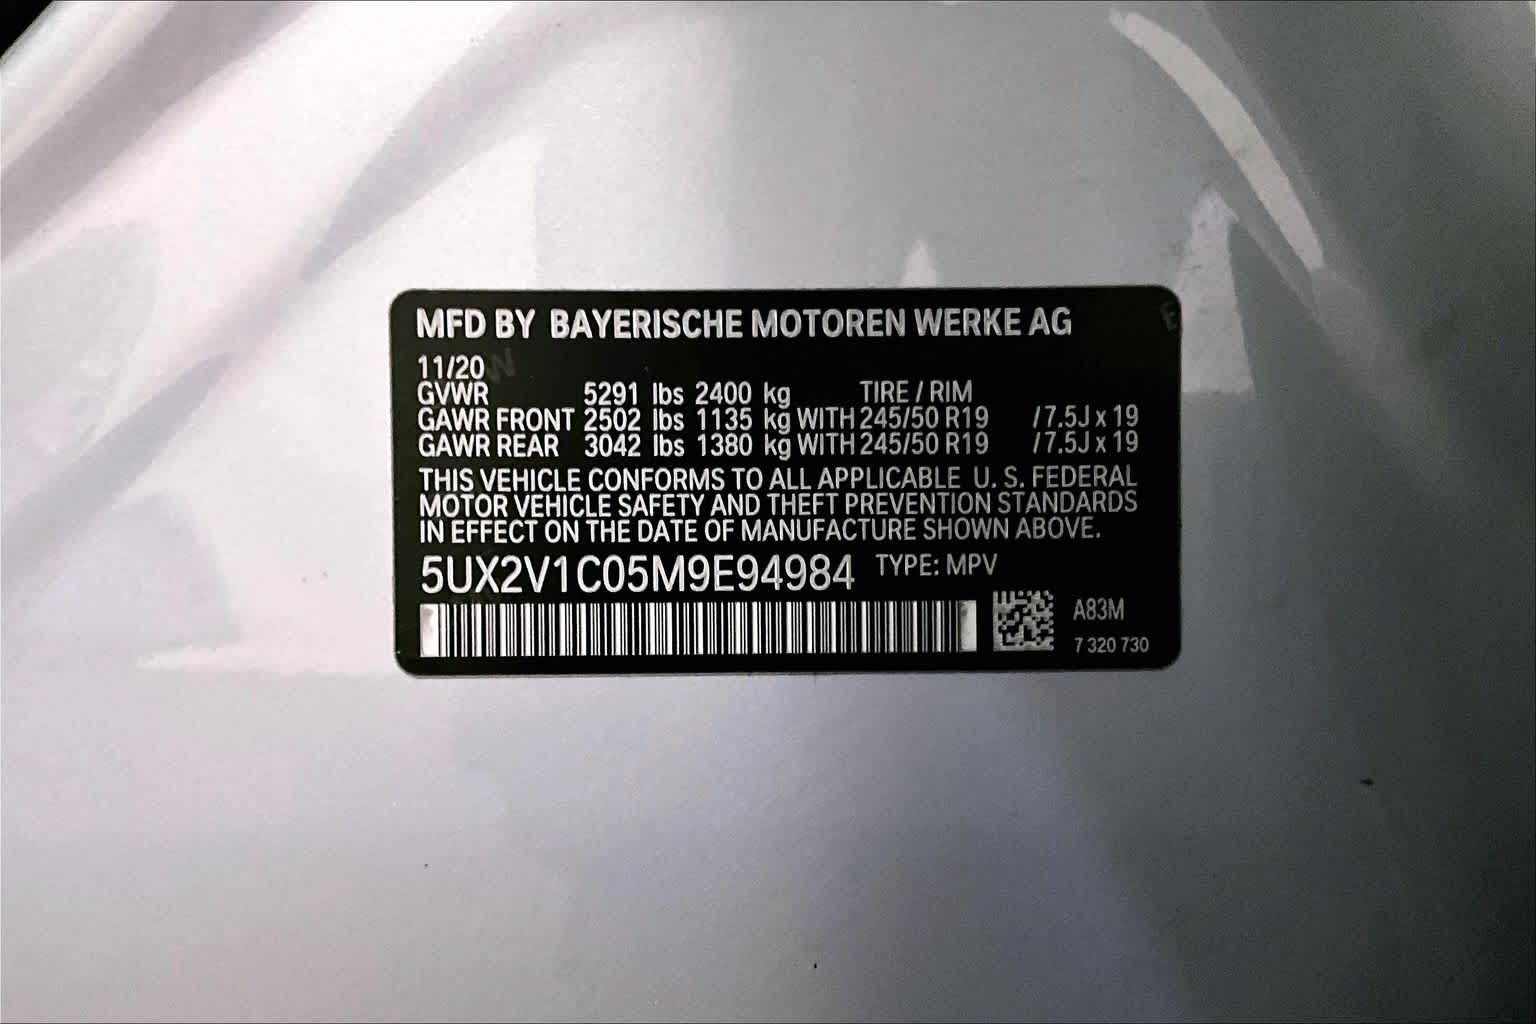 MFD BY BAYERISCHE MOTOREN WERKE AG
11/20
GVWR 5291 lbs 2400 kg TIRE / RIM
GAWR FRONT 2502 lbs 1135 kg WITH 245/50 R19 / 7.5J x 19
GAWR REAR 3042 lbs 1380 kg WITH 245/50 R19 / 7.5J x 19
THIS VEHICLE CONFORMS TO ALL APPLICABLE U. S. FEDERAL
MOTOR VEHICLE SAFETY AND THEFT PREVENTION STANDARDS
IN EFFECT ON THE DATE OF MANUFACTURE SHOWN ABOVE.
5UX2V1C05M9E94984 TYPE: MPV
A83M
7 320 730